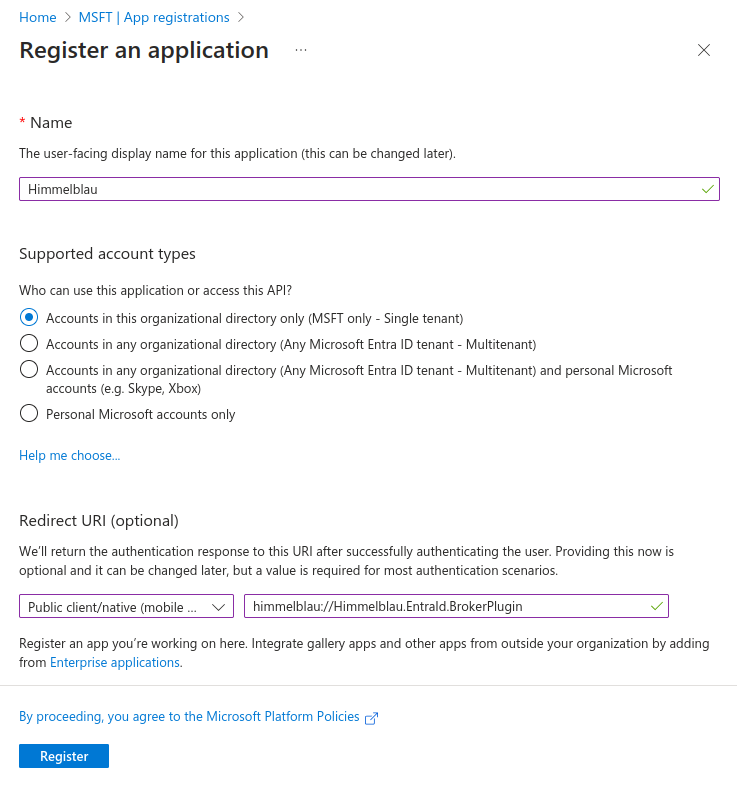 Home > MSFT | App registrations >
Register an application ...
* Name
The user-facing display name for this application (this can be changed later).
Himmelblau
Supported account types
Who can use this application or access this API?
Accounts in this organizational directory only (MSFT only - Single tenant)
Accounts in any organizational directory (Any Microsoft Entra ID tenant - Multitenant)
Accounts in any organizational directory (Any Microsoft Entra ID tenant - Multitenant) and personal Microsoft
accounts (e.g. Skype, Xbox)
Personal Microsoft accounts only
Help me choose...
Redirect URI (optional)
We'll return the authentication response to this URI after successfully authenticating the user. Providing this now is
optional and it can be changed later, but a value is required for most authentication scenarios.
Public client/native (mobile ... himmelblau://Himmelblau.EntraId.BrokerPlugin
Register an app you're working on here. Integrate gallery apps and other apps from outside your organization by adding
from Enterprise applications.
By proceeding, you agree to the Microsoft Platform Policies
Register